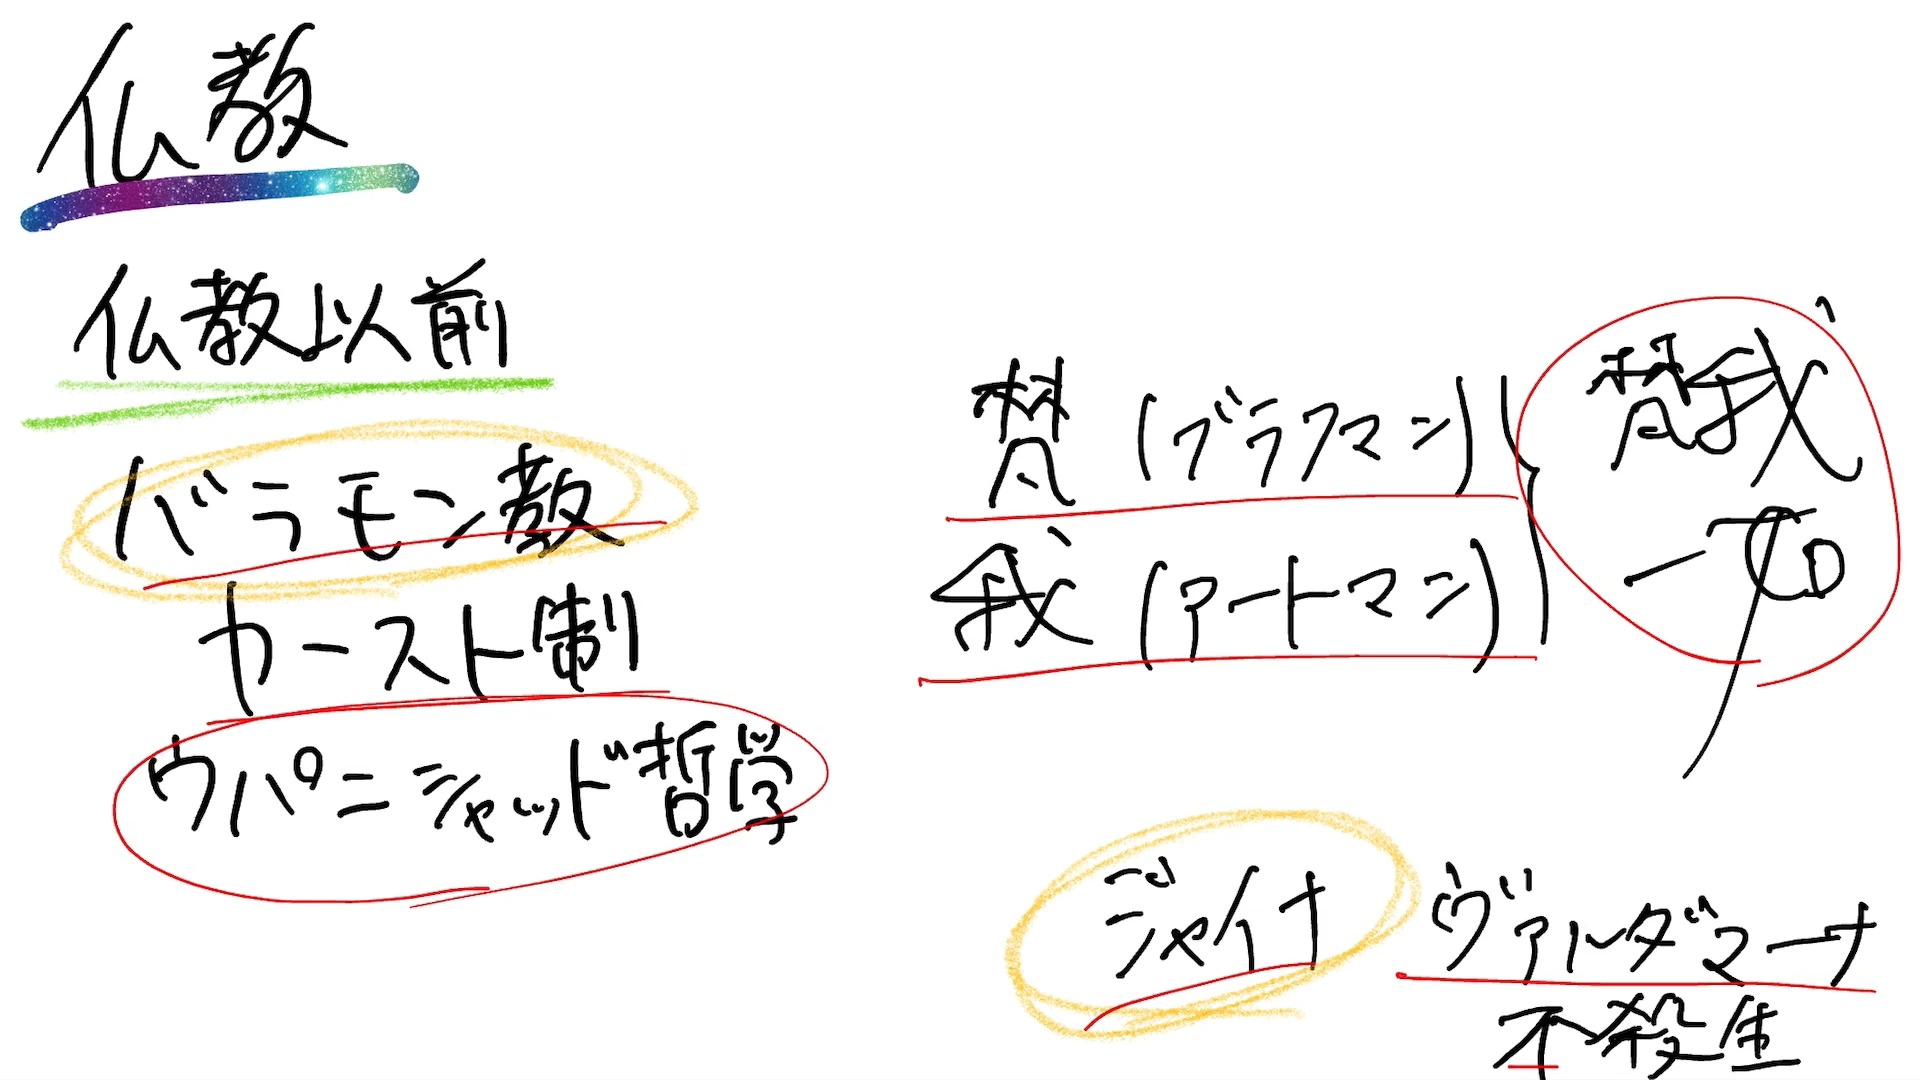 仏教
仏教以前
バラモン教
カースト制
ウパニシャッド哲学
梵(ブラフマン)
我(アートマン)
梵我
一如
ジャイナ
ヴァルダマーナ
不殺生